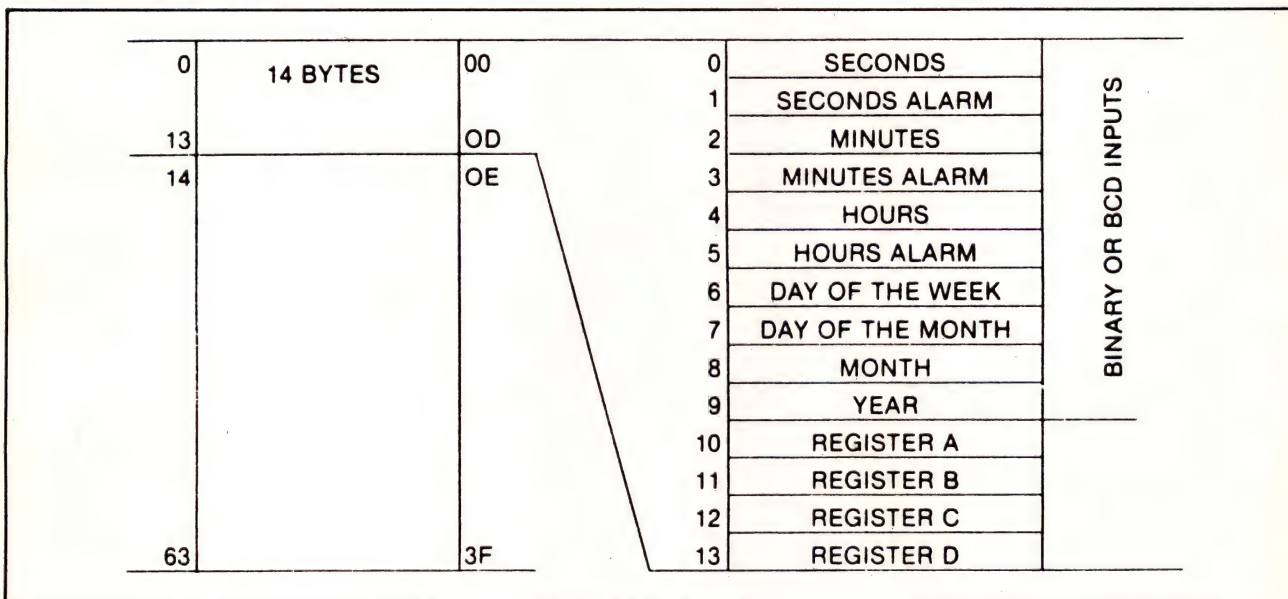 0 14 BYTES 00
13 OD
14 OE
63 3F
0 SECONDS
1 SECONDS ALARM
2 MINUTES
3 MINUTES ALARM
4 HOURS
5 HOURS ALARM
6 DAY OF THE WEEK
7 DAY OF THE MONTH
8 MONTH
9 YEAR
10 REGISTER A
11 REGISTER B
12 REGISTER C
13 REGISTER D
BINARY OR BCD INPUTS